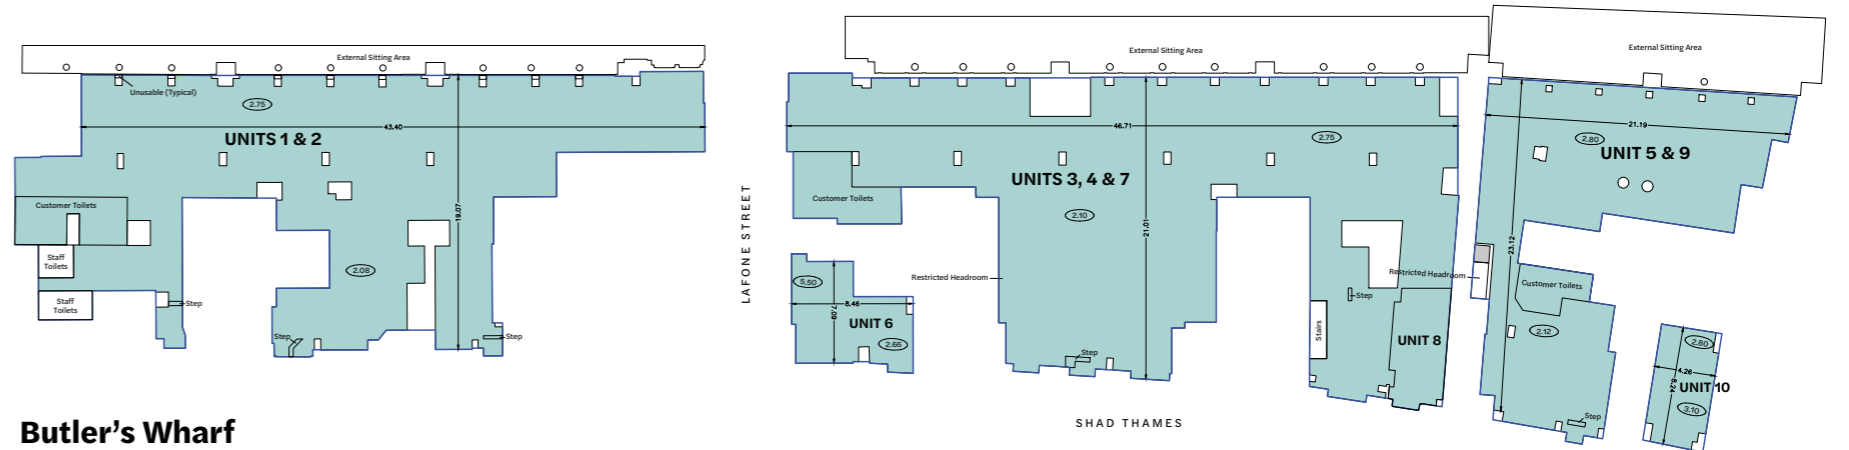 External Sitting Area
Unusable (Typical)
2.75
43.40
UNITS 1 & 2
19.07
Customer Toilets
Staff
Toilets
Staff
Toilets
2.08
Step
Step
Step
Butler's Wharf
LAFONE STREET
External Sitting Area
46.71
2.75
UNITS 3, 4 & 7
Customer Toilets
2.10
21.01
Restricted Headroom
5.50
8.46
7.09
UNIT 6
2.66
Step
Step
Stairs
UNIT 8
SHAD THAMES
External Sitting Area
21.19
2.80
UNIT 5 & 9
23.12
Restricted Headroom
Customer Toilets
2.12
Step
2.80
4.26
8.24
UNIT 10
3.10